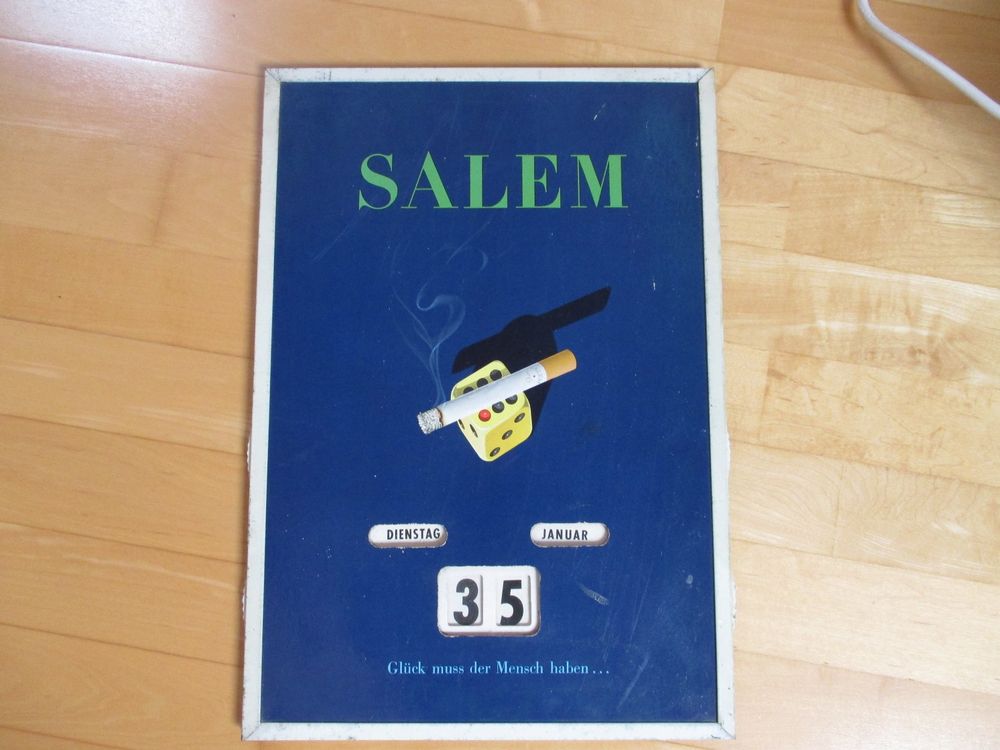 SALEM
DIENSTAG JANUAR
35
Glück muss der Mensch haben...